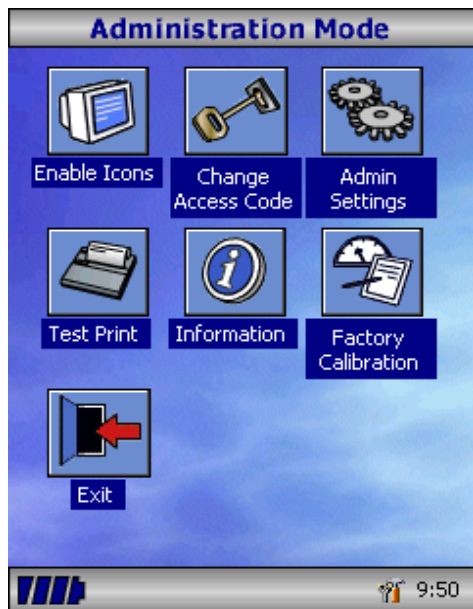 Administration Mode
Enable Icons
Change
Access Code
Admin
Settings
Test Print
Information
Factory
Calibration
Exit
9:50